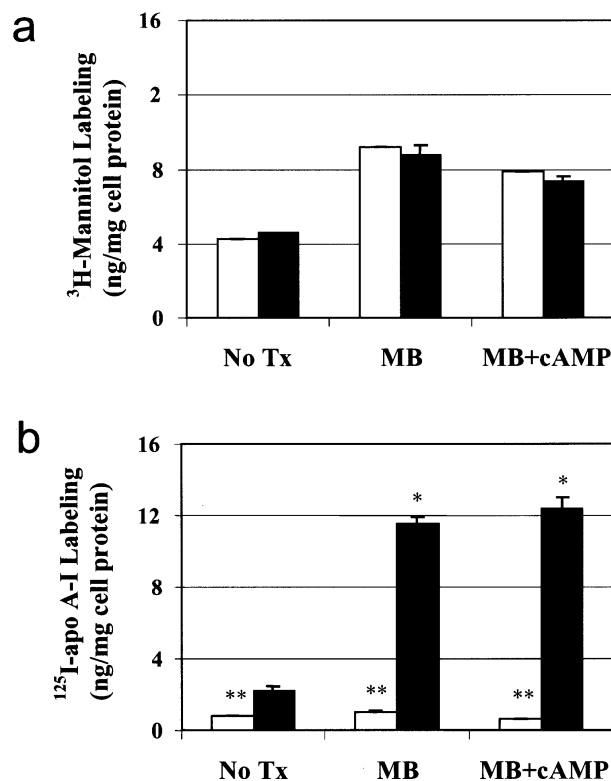 a
³H-Mannitol Labeling
(ng/mg cell protein)
16
2
8
4
0
No Tx MB MB+cAMP
b
¹²⁵I-apo A-I Labeling
(ng/mg cell protein)
16
12
8
4
0
* *
** ** **
No Tx MB MB+cAMP